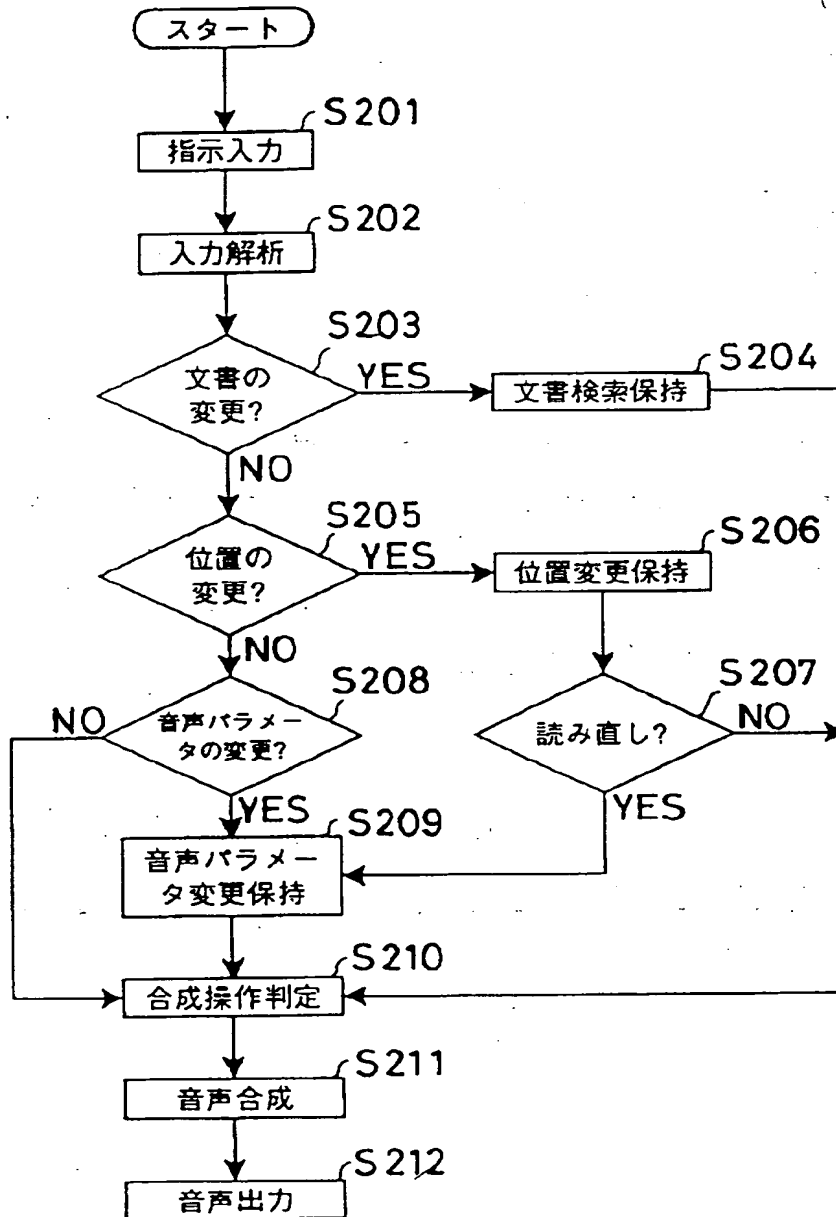 スタート
S201
指示入力
S202
入力解析
S203
文書の
変更?
YES
S204
文書検索保持
NO
S205
位置の
変更?
YES
S206
位置変更保持
NO
S207
読み直し?
NO
YES
S208
音声パラメー
タの変更?
NO
YES
S209
音声パラメー
タ変更保持
S210
合成操作判定
S211
音声合成
S212
音声出力